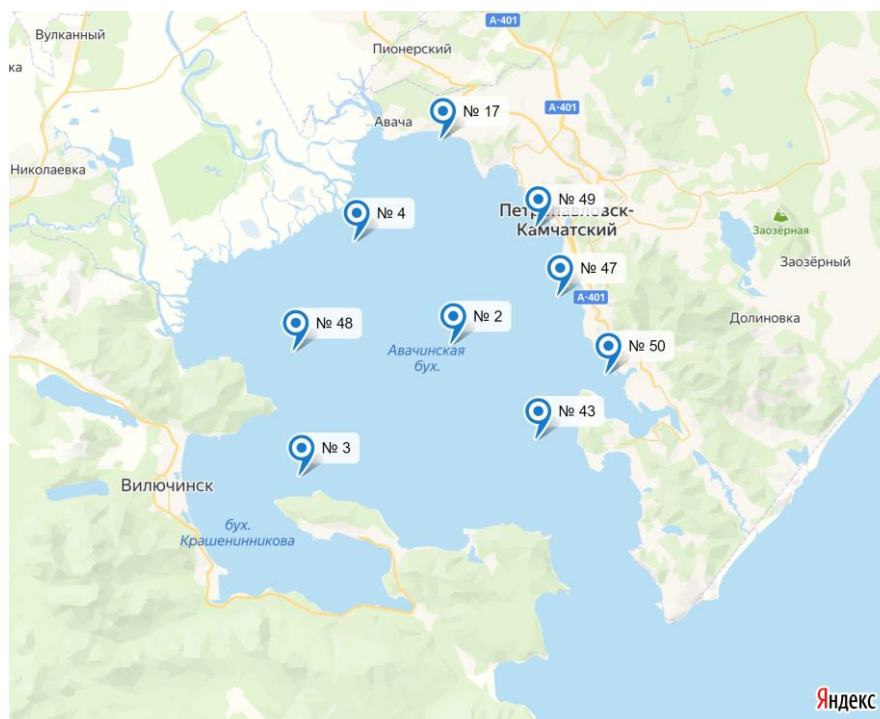 Вулканный
Пионерский
ка
А-401
№ 17
Авача
А-401
Николаевка
№ 49
№ 4
Петропавловск-
Камчатский
Заозёрная
№ 47
Заозёрный
А-401
№ 48
№ 2
Долиновка
Авачинская
бух.
№ 50
№ 43
№ 3
Вилючинск
бух.
Крашенинникова
Яндекс